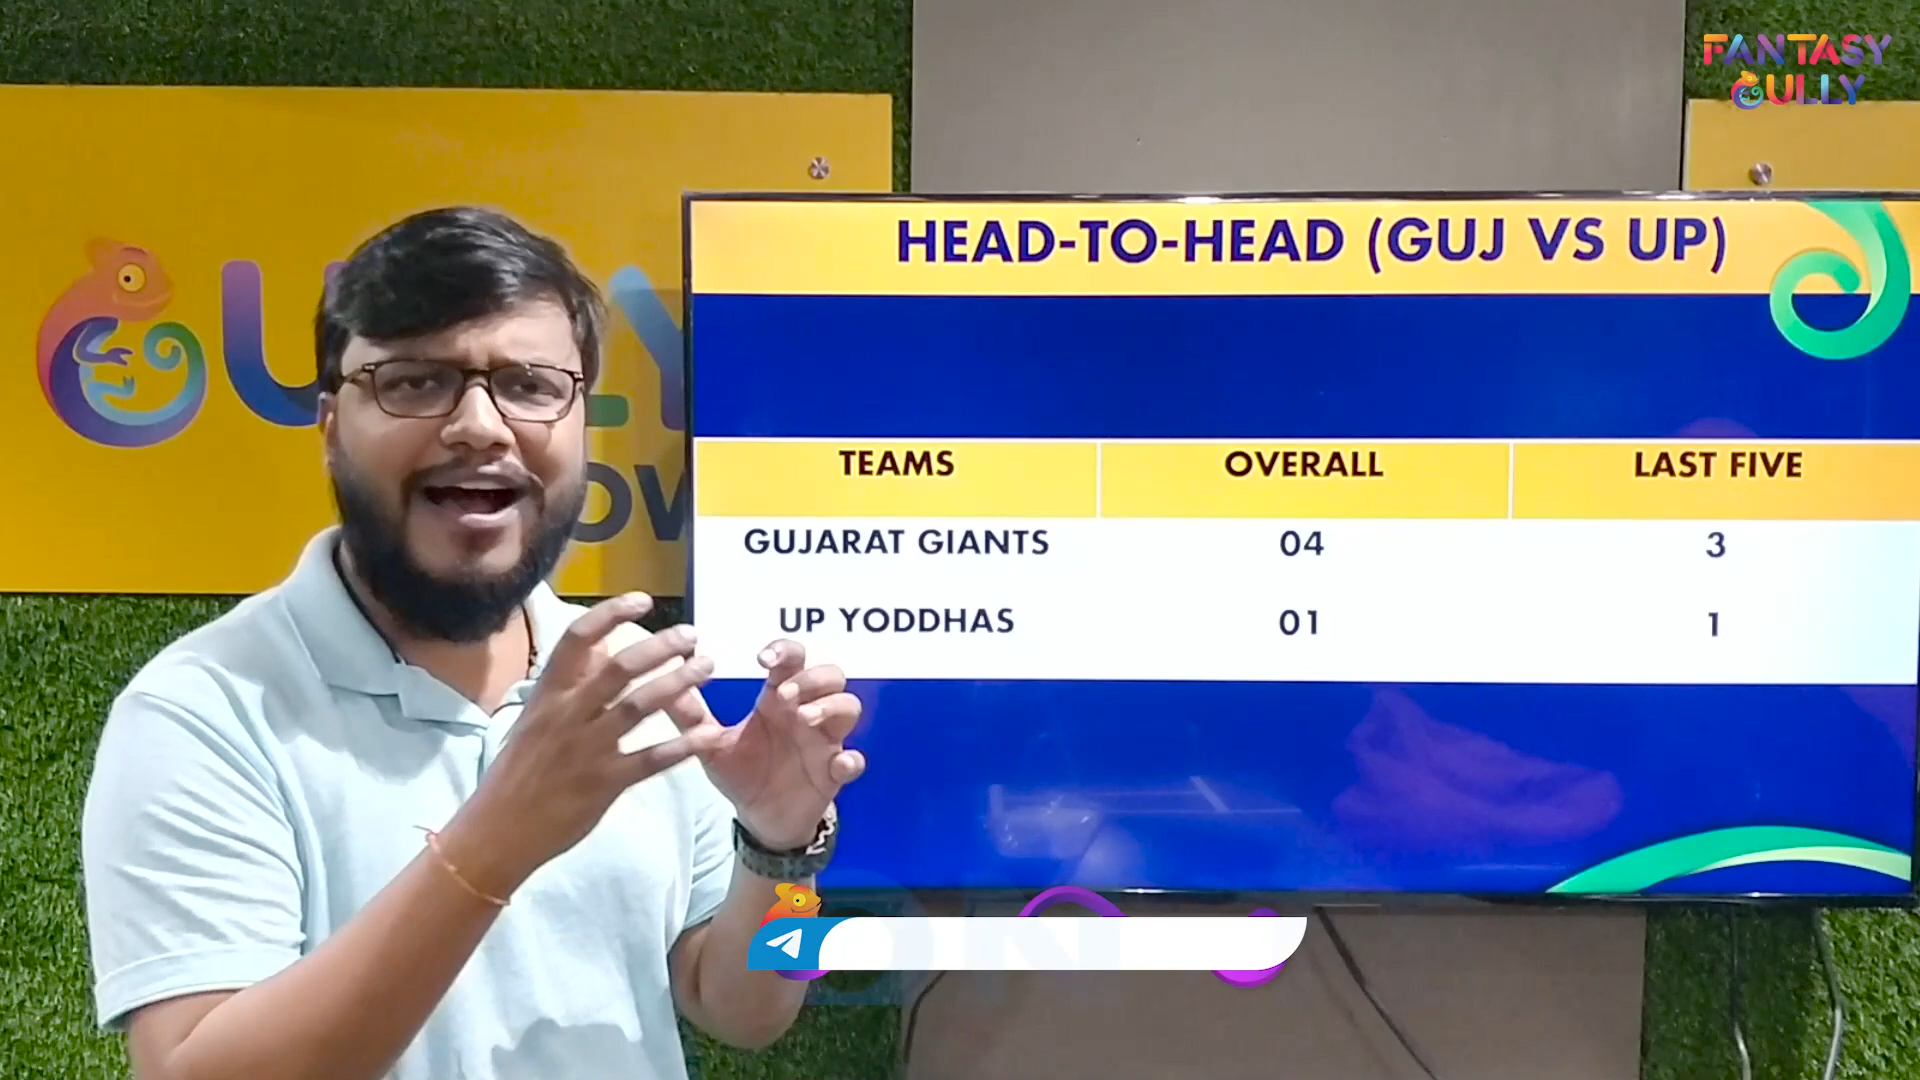 FANTASY
GULLY
GULLY
HEAD-TO-HEAD (GUJ VS UP)
TEAMS OVERALL LAST FIVE
GUJARAT GIANTS 04 3
UP YODDHAS 01 1